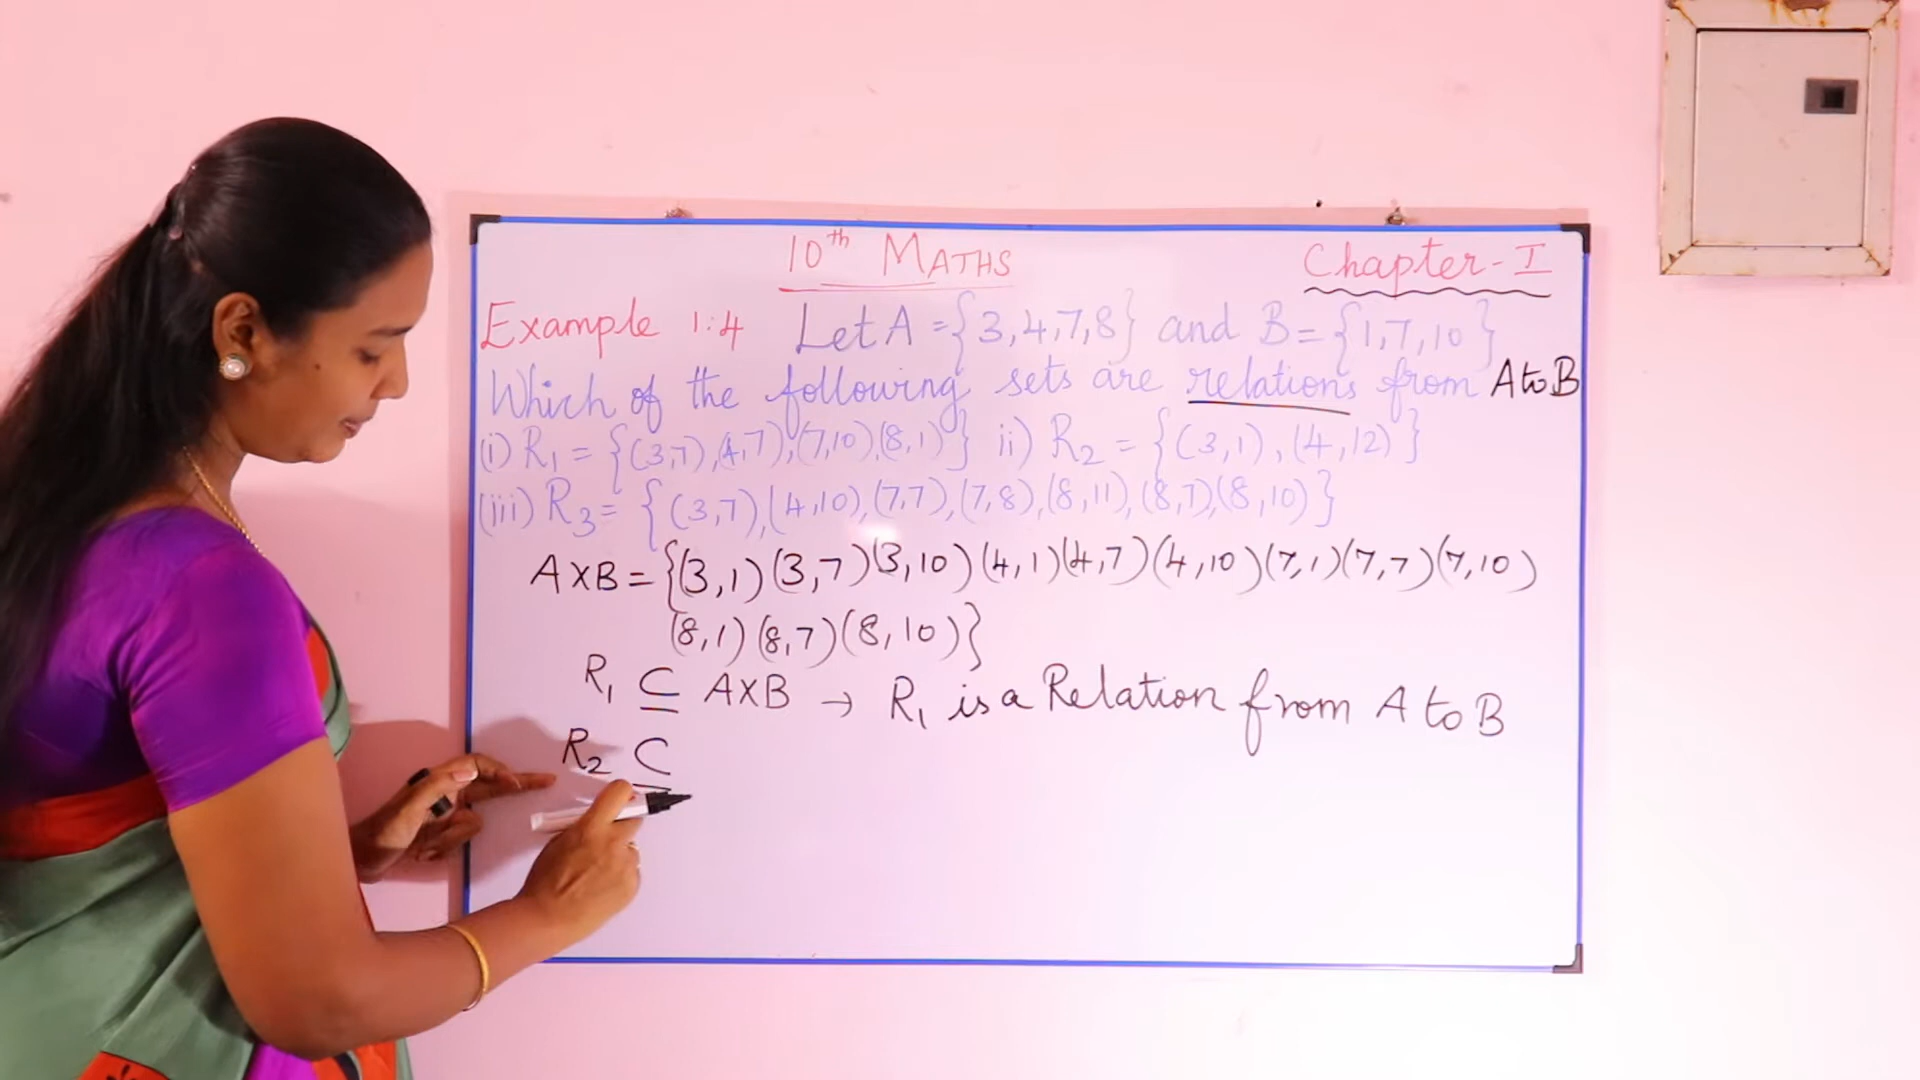 10th MATHS Chapter-I
Example 1:4 Let A = {3,4,7,8} and B = {1,7,10}
Which of the following sets are relations from A to B
(i) R₁ = {(3,7),(4,7),(7,10)(8,1)} ii) R₂ = {(3,1),(4,12)}
(iii) R₃ = {(3,7),(4,10),(7,7),(7,8),(8,11),(8,7),(8,10)}
A×B = {(3,1)(3,7)(3,10)(4,1)(4,7)(4,10)(7,1)(7,7)(7,10)
(8,1)(8,7)(8,10)}
R₁ ⊆ A×B → R₁ is a Relation from A to B
R₂ ⊆